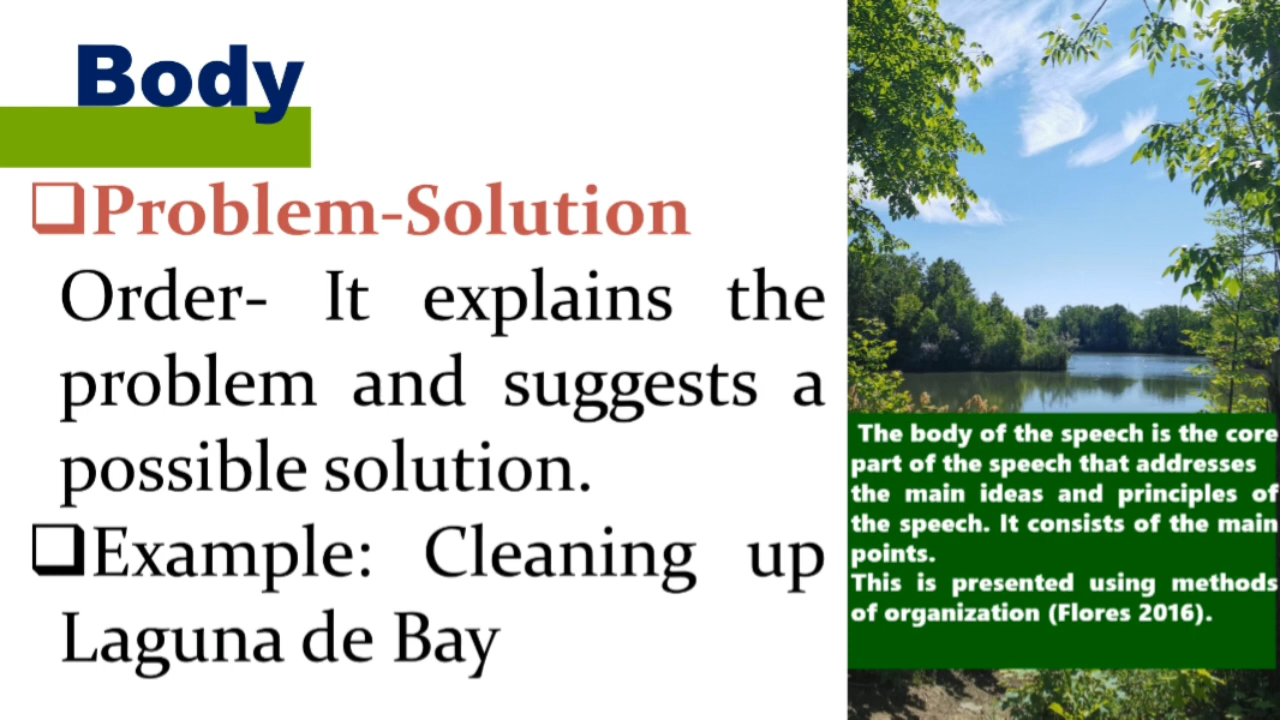 Body
❑Problem-Solution
Order- It explains the
problem and suggests a
possible solution.
❑Example: Cleaning up
Laguna de Bay
The body of the speech is the core
part of the speech that addresses
the main ideas and principles of
the speech. It consists of the main
points.
This is presented using methods
of organization (Flores 2016).